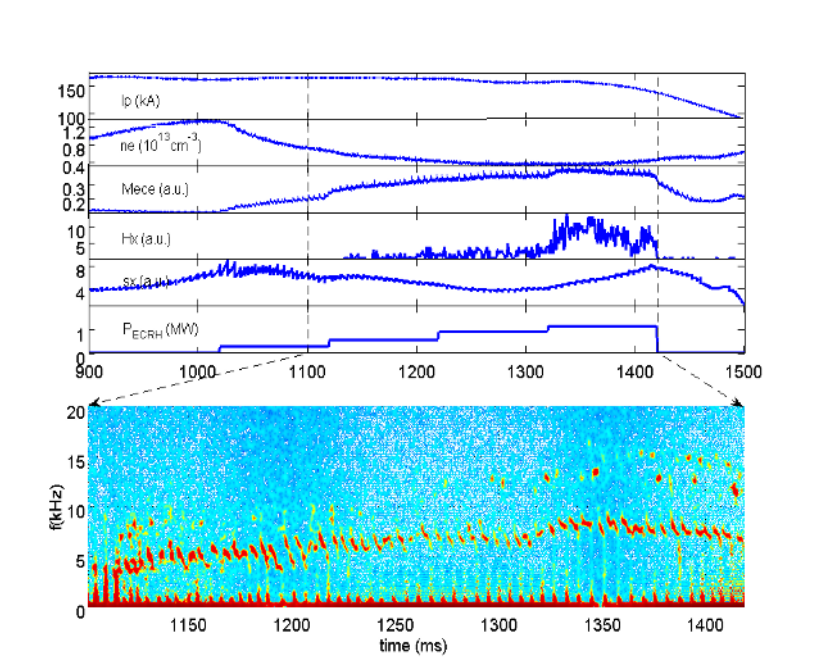 150
Ip (kA)
100
1.2
ne (10^13 cm^-3)
0.8
0.4
Mece (a.u.)
0.3
0.2
10
Hx (a.u.)
5
8
sx (a.u.)
4
P_ECRH (MW)
1
0
900 1000 1100 1200 1300 1400 1500
20
15
10
f(kHz)
5
0
1150 1200 1250 1300 1350 1400
time (ms)